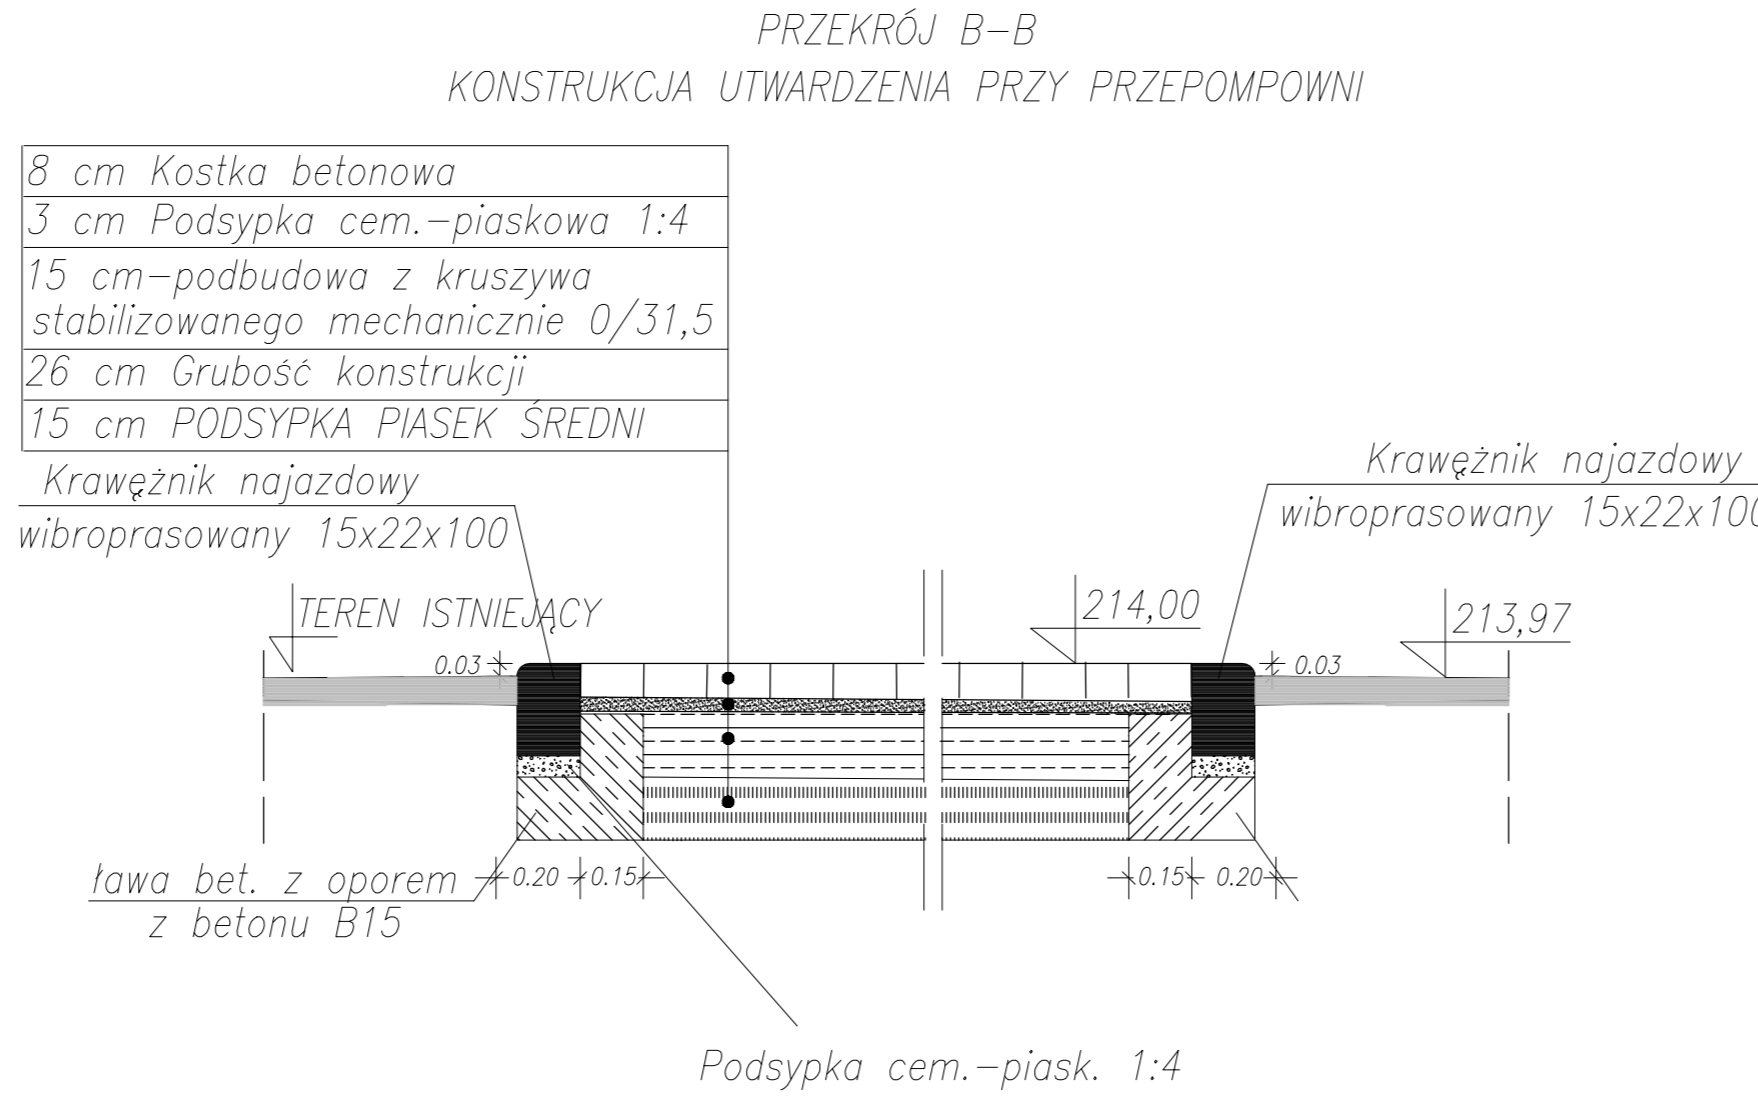 PRZEKRÓJ B-B
KONSTRUKCJA UTWARDZENIA PRZY PRZEPOMPOWNI
8 cm Kostka betonowa
3 cm Podsypka cem.-piaskowa 1:4
15 cm-podbudowa z kruszywa
stabilizowanego mechanicznie 0/31,5
26 cm Grubość konstrukcji
15 cm PODSYPKA PIASEK ŚREDNI
Krawężnik najazdowy
wibroprasowany 15x22x100
Krawężnik najazdowy
wibroprasowany 15x22x100
TEREN ISTNIEJĄCY
214,00
213,97
0.03
0.03
0.20
0.15
0.15
0.20
ława bet. z oporem
z betonu B15
Podsypka cem.-piask. 1:4